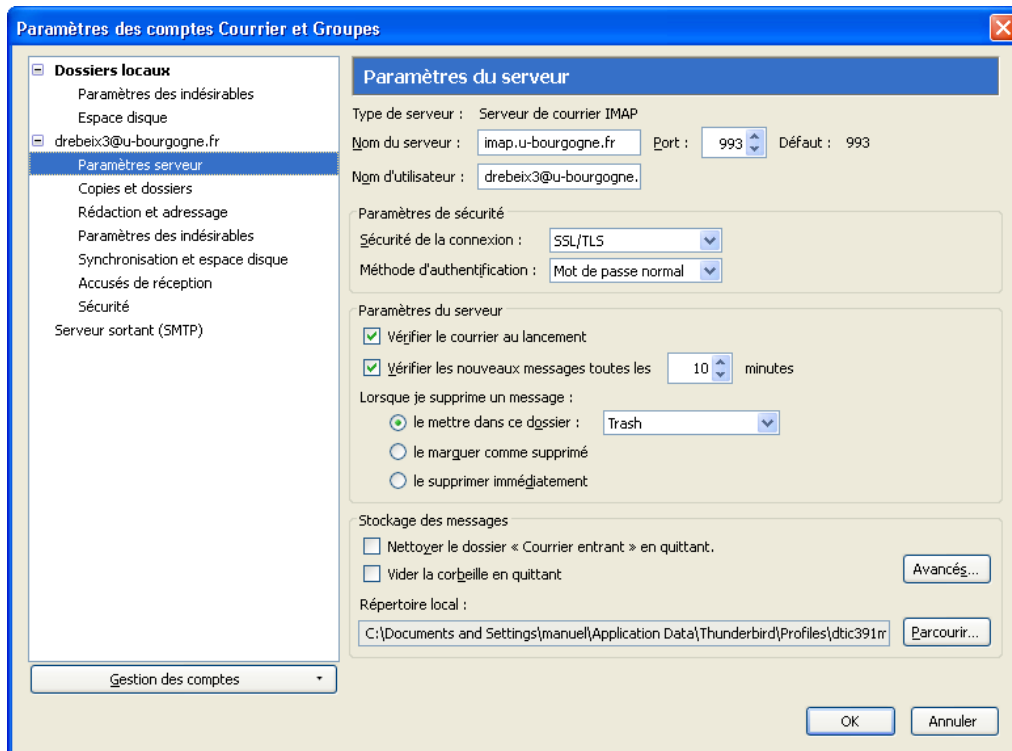 Paramètres des comptes Courrier et Groupes
Dossiers locaux
Paramètres des indésirables
Espace disque
drebeix3@u-bourgogne.fr
Paramètres serveur
Copies et dossiers
Rédaction et adressage
Paramètres des indésirables
Synchronisation et espace disque
Accusés de réception
Sécurité
Serveur sortant (SMTP)
Gestion des comptes
Paramètres du serveur
Type de serveur : Serveur de courrier IMAP
Nom du serveur : imap.u-bourgogne.fr Port : 993 Défaut : 993
Nom d'utilisateur : drebeix3@u-bourgogne.
Paramètres de sécurité
Sécurité de la connexion : SSL/TLS
Méthode d'authentification : Mot de passe normal
Paramètres du serveur
Vérifier le courrier au lancement
Vérifier les nouveaux messages toutes les 10 minutes
Lorsque je supprime un message :
le mettre dans ce dossier : Trash
le marquer comme supprimé
le supprimer immédiatement
Stockage des messages
Nettoyer le dossier « Courrier entrant » en quittant.
Vider la corbeille en quittant
Avancés...
Répertoire local :
C:\Documents and Settings\manuel\Application Data\Thunderbird\Profiles\dtic391m Parcourir...
OK Annuler